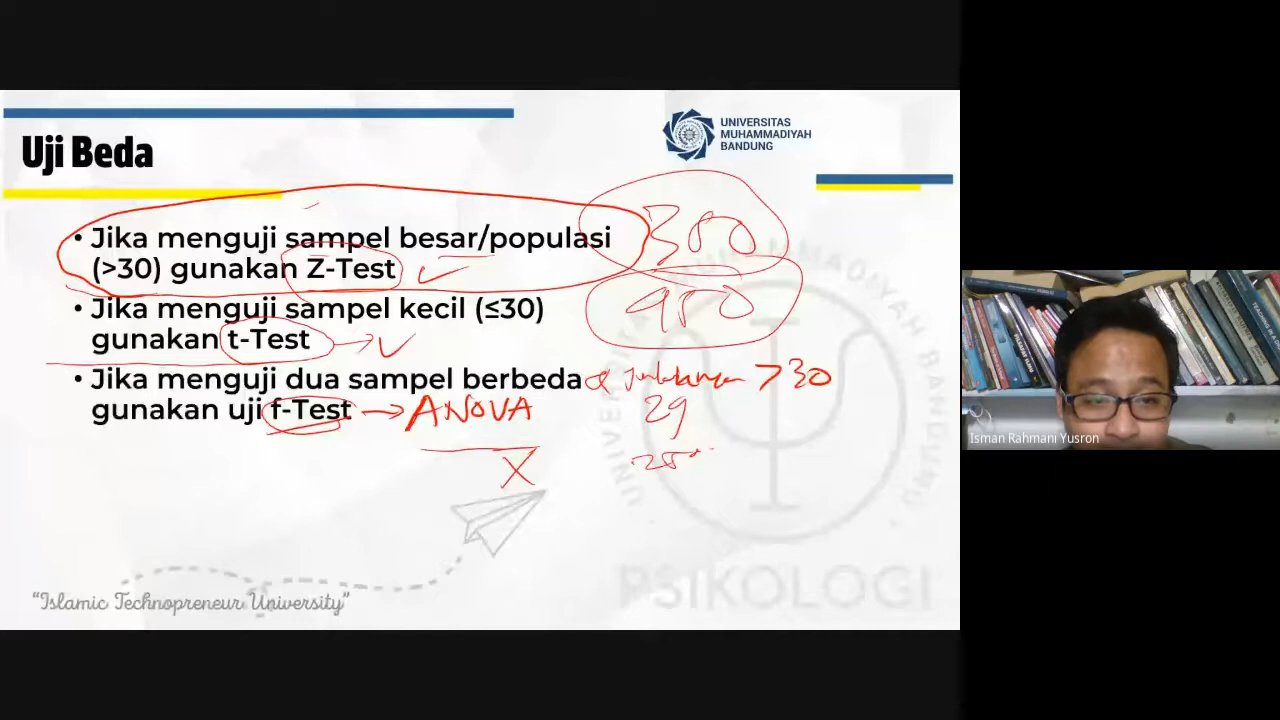 UNIVERSITAS
MUHAMMADIYAH
BANDUNG
Uji Beda
• Jika menguji sampel besar/populasi
(>30) gunakan Z-Test
300
• Jika menguji sampel kecil (≤30)
gunakan t-Test
• Jika menguji dua sampel berbeda
>30
gunakan uji f-Test → ANOVA
29
X
PSIKOLOGI
"Islamic Technopreneur University"
Isman Rahmani Yusron